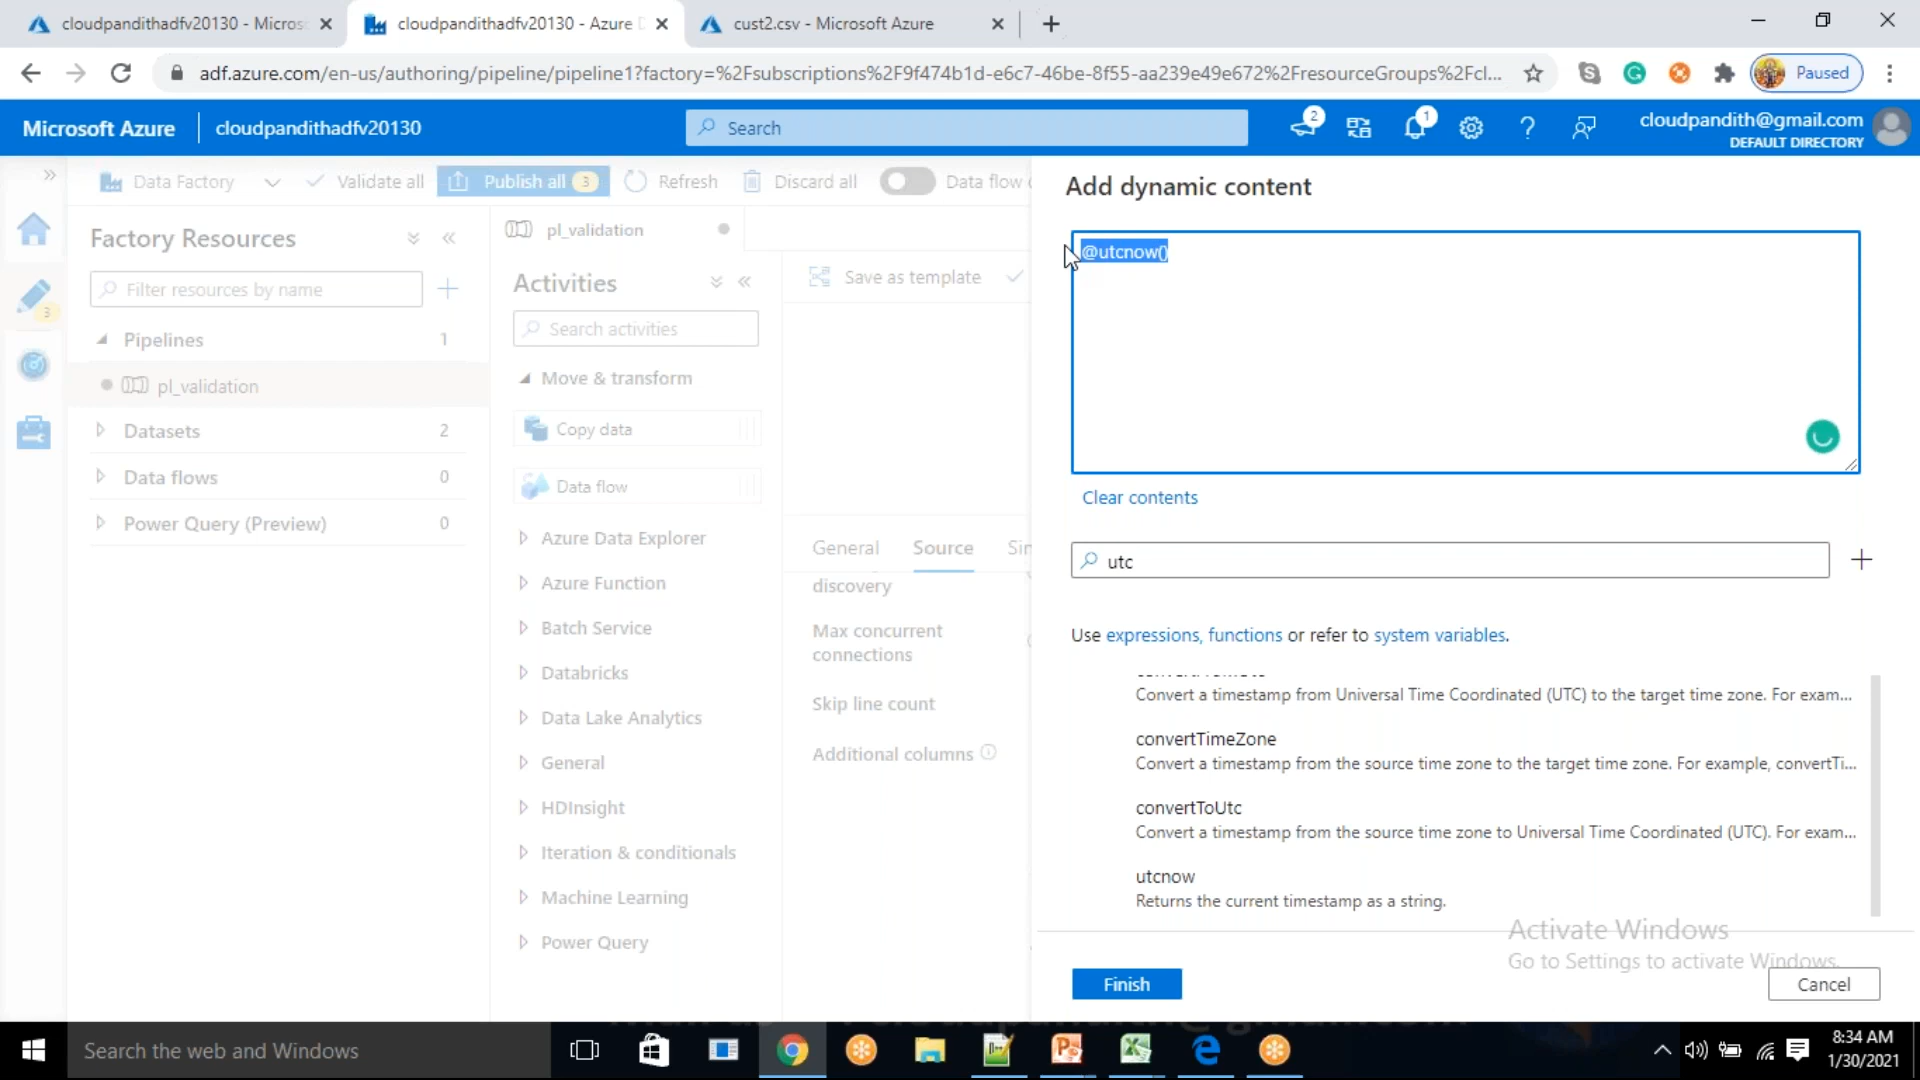 cloudpandithadfv20130 - Micros
cloudpandithadfv20130 - Azure D
cust2.csv - Microsoft Azure
adf.azure.com/en-us/authoring/pipeline/pipeline1?factory=%2Fsubscriptions%2F9f474b1d-e6c7-46be-8f55-aa239e49e672%2FresourceGroups%2Fcl...
Paused
Microsoft Azure
cloudpandithadfv20130
Search
2
1
cloudpandith@gmail.com
DEFAULT DIRECTORY
Data Factory
Validate all
Publish all 3
Refresh
Discard all
Data flow
Add dynamic content
Factory Resources
pl_validation
@utcnow()
Activities
Save as template
Filter resources by name
3
Search activities
Pipelines 1
Move & transform
pl_validation
Copy data
Datasets 2
Data flows 0
Data flow
Clear contents
Power Query (Preview) 0
Azure Data Explorer
General
Source
Sin
utc
Azure Function
discovery
Batch Service
Max concurrent
connections
Use expressions, functions or refer to system variables.
Databricks
Skip line count
Convert a timestamp from Universal Time Coordinated (UTC) to the target time zone. For exam...
Data Lake Analytics
convertTimeZone
Additional columns
General
Convert a timestamp from the source time zone to the target time zone. For example, convertTi...
HDInsight
convertToUtc
Convert a timestamp from the source time zone to Universal Time Coordinated (UTC). For exam...
Iteration & conditionals
utcnow
Machine Learning
Returns the current timestamp as a string.
Power Query
Activate Windows
Go to Settings to activate Windows.
Finish
Cancel
Search the web and Windows
8:34 AM
1/30/2021